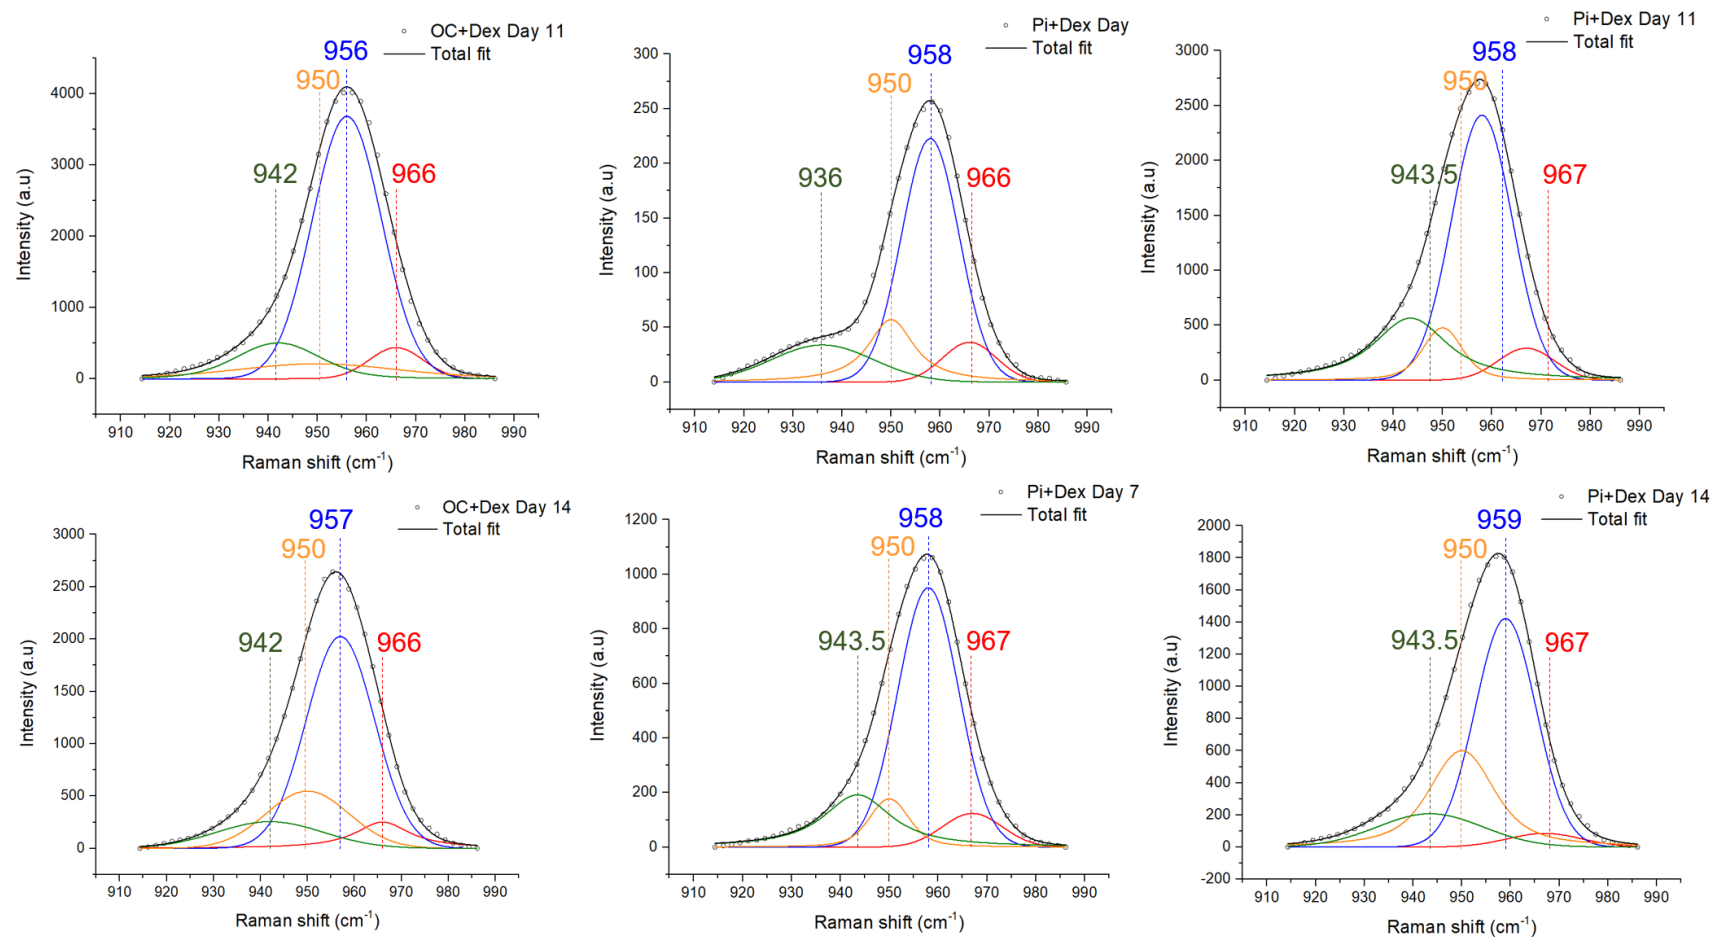 OC+Dex Day 11
Total fit
956
950
942
966
Intensity (a.u)
4000
3000
2000
1000
0
910 920 930 940 950 960 970 980 990
Raman shift (cm-1)
Pi+Dex Day
Total fit
958
950
936
966
Intensity (a.u)
300
250
200
150
100
50
0
910 920 930 940 950 960 970 980 990
Raman shift (cm-1)
Pi+Dex Day 11
Total fit
958
950
943.5
967
Intensity (a.u)
3000
2500
2000
1500
1000
500
0
910 920 930 940 950 960 970 980 990
Raman shift (cm-1)
OC+Dex Day 14
Total fit
957
950
942
966
Intensity (a.u)
3000
2500
2000
1500
1000
500
0
910 920 930 940 950 960 970 980 990
Raman shift (cm-1)
Pi+Dex Day 7
Total fit
958
950
943.5
967
Intensity (a.u)
1200
1000
800
600
400
200
0
910 920 930 940 950 960 970 980 990
Raman shift (cm-1)
Pi+Dex Day 14
Total fit
959
950
943.5
967
Intensity (a.u)
2000
1800
1600
1400
1200
1000
800
600
400
200
0
-200
910 920 930 940 950 960 970 980 990
Raman shift (cm-1)